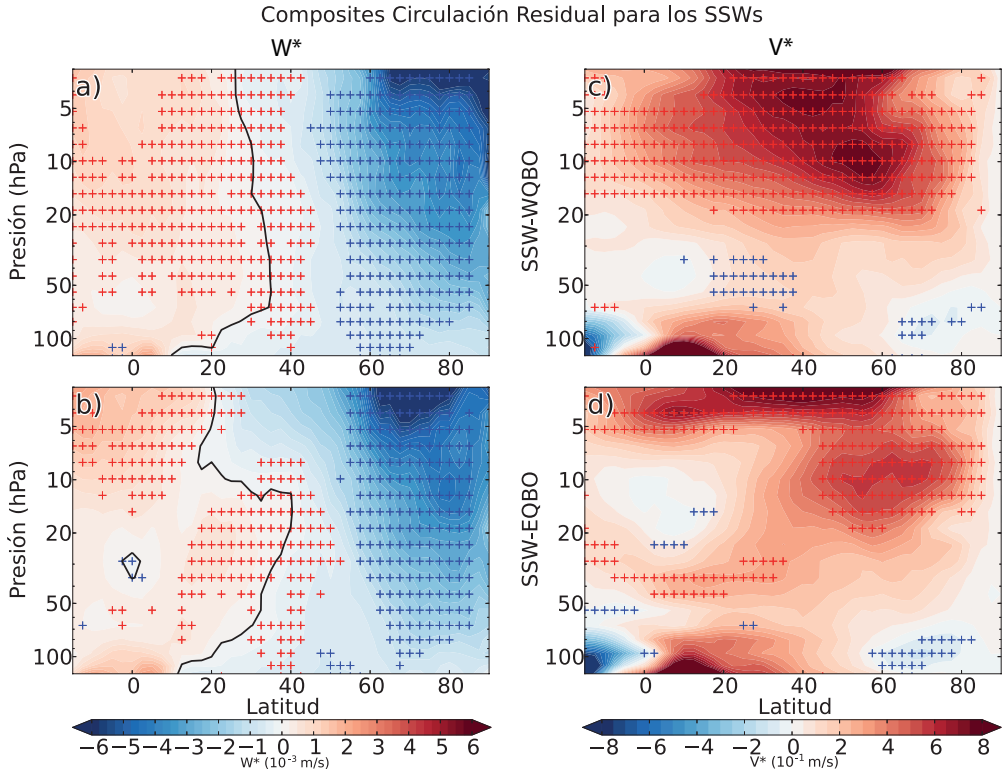 Composites Circulación Residual para los SSWs
W*
V*
a)
c)
5
10
20
50
100
Presión (hPa)
SSW-WQBO
5
10
20
50
100
0
20
40
60
80
0
20
40
60
80
b)
d)
5
10
20
50
100
Presión (hPa)
SSW-EQBO
5
10
20
50
100
0
20
40
60
80
Latitud
0
20
40
60
80
Latitud
−6 −5 −4 −3 −2 −1 0 1 2 3 4 5 6
W* (10⁻³ m/s)
−8 −6 −4 −2 0 2 4 6 8
V* (10⁻¹ m/s)